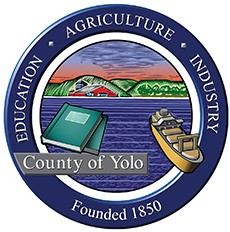 EDUCATION · AGRICULTURE · INDUSTRY
County of Yolo
Founded 1850